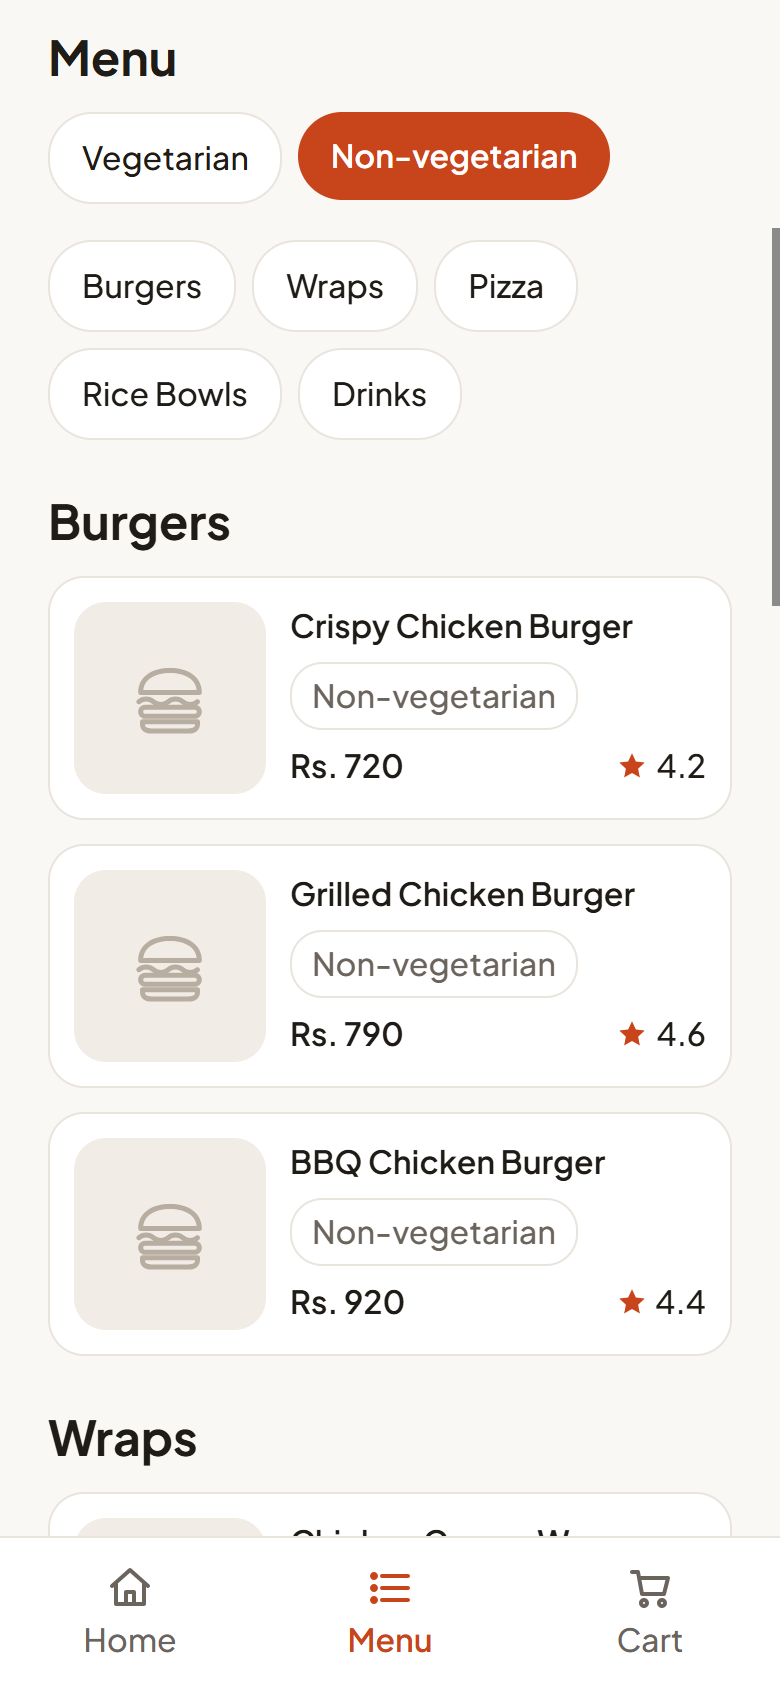 Menu
Vegetarian Non-vegetarian
Burgers Wraps Pizza
Rice Bowls Drinks
Burgers
Crispy Chicken Burger
Non-vegetarian
Rs. 720 4.2
Grilled Chicken Burger
Non-vegetarian
Rs. 790 4.6
BBQ Chicken Burger
Non-vegetarian
Rs. 920 4.4
Wraps
Home Menu Cart